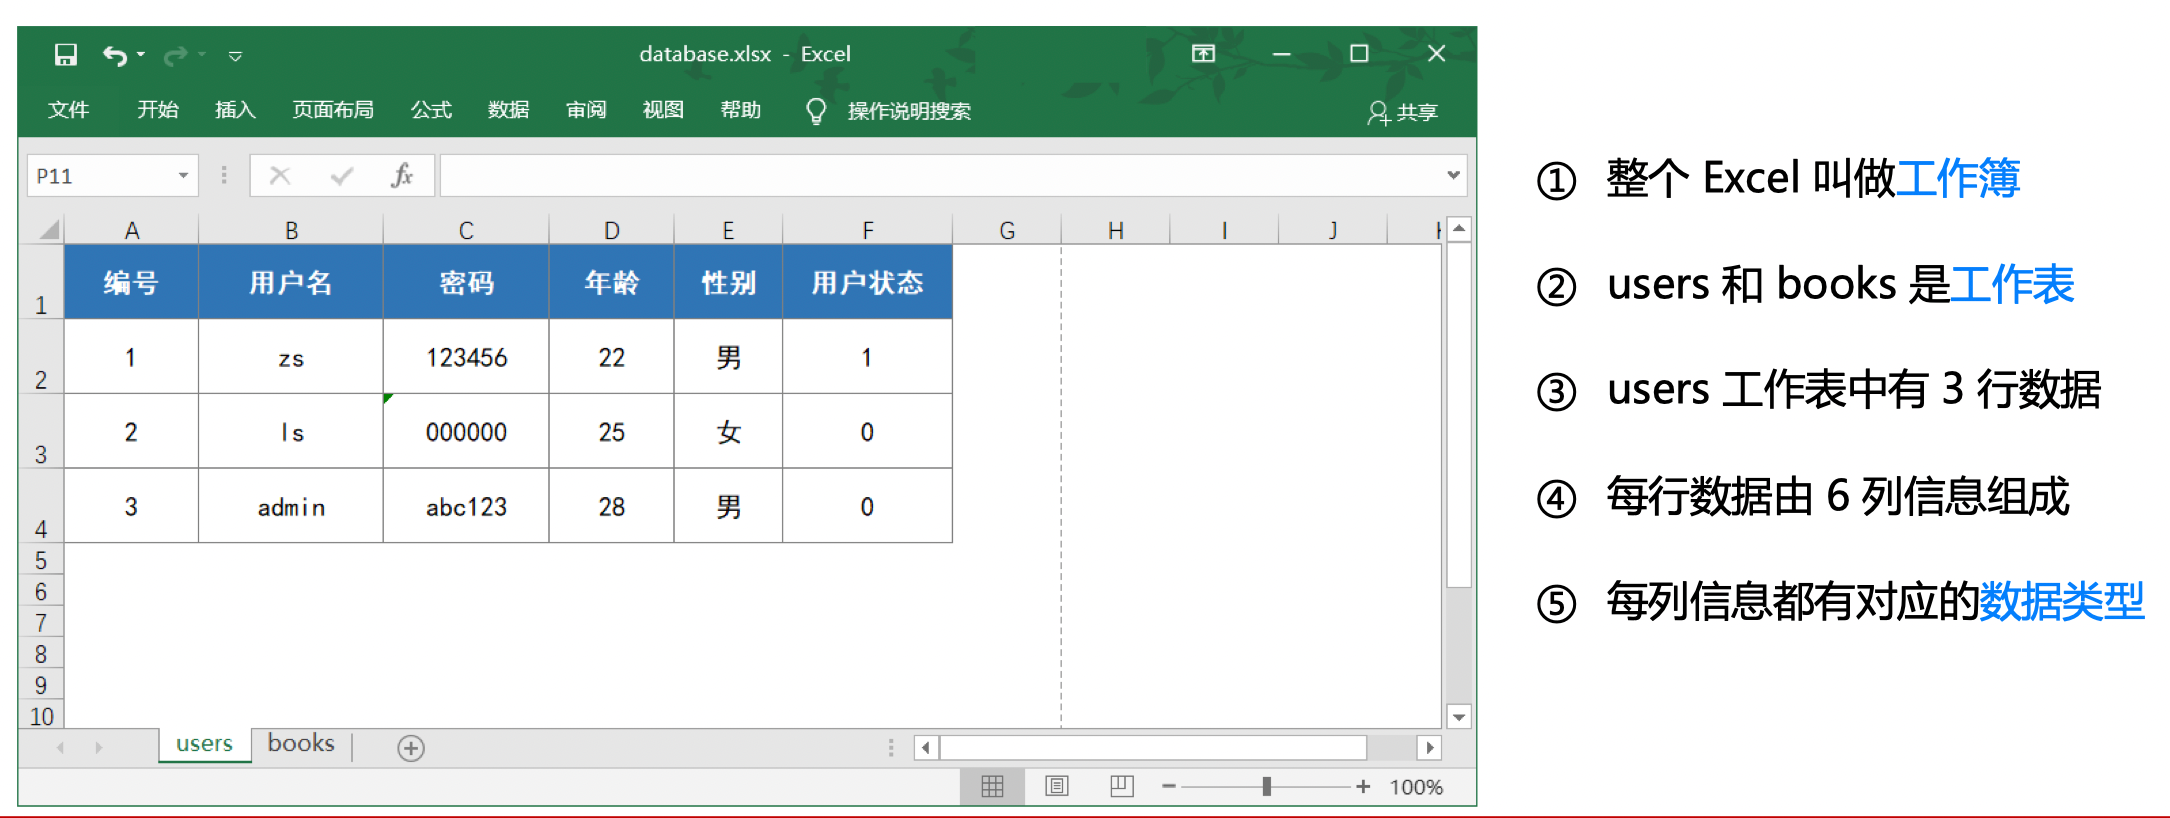 database.xlsx - Excel
文件 开始 插入 页面布局 公式 数据 审阅 视图 帮助 操作说明搜索 共享
P11 fx
A B C D E F G H I J
1 编号 用户名 密码 年龄 性别 用户状态
2 1 zs 123456 22 男 1
3 2 ls 000000 25 女 0
4 3 admin abc123 28 男 0
5
6
7
8
9
10
users books
100%
① 整个 Excel 叫做工作簿
② users 和 books 是工作表
③ users 工作表中有 3 行数据
④ 每行数据由 6 列信息组成
⑤ 每列信息都有对应的数据类型